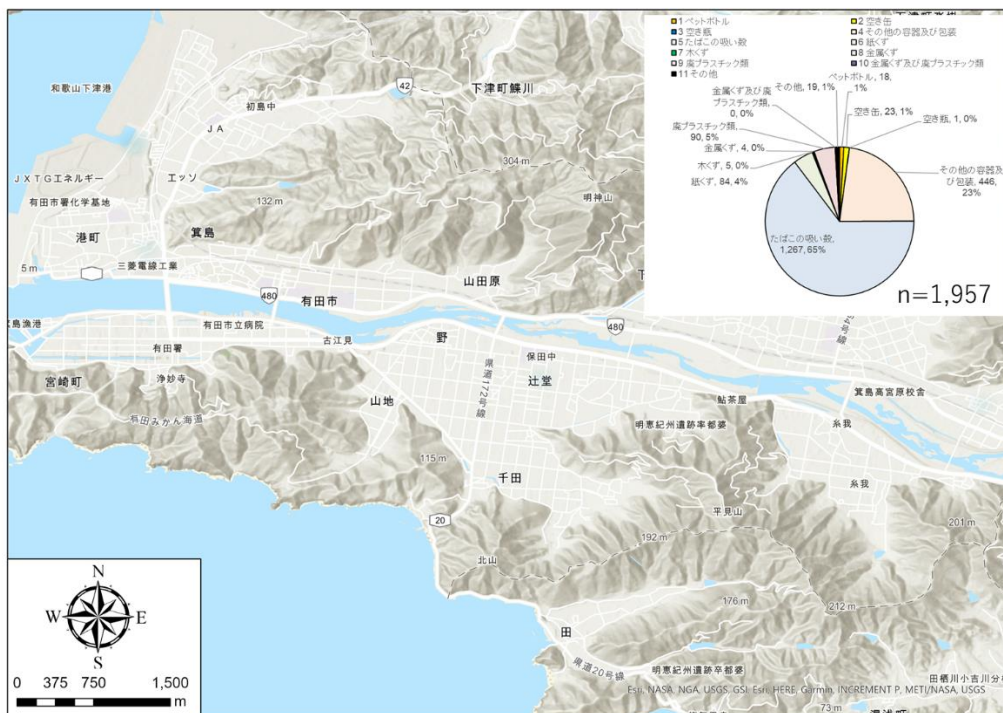 1 ペットボトル
2 空き缶
3 空き瓶
4 その他の容器及び包装
5 たばこの吸い殻
6 紙くず
7 木くず
8 金属くず
9 廃プラスチック類
10 金属くず及び廃プラスチック類
11 その他
ペットボトル, 18,
1%
空き缶, 23, 1%
空き瓶, 1, 0%
その他の容器及
び包装, 446,
23%
たばこの吸い殻,
1,267, 65%
紙くず, 84, 4%
木くず, 5, 0%
金属くず, 4, 0%
廃プラスチック類,
90, 5%
金属くず及び廃
プラスチック類,
0, 0%
その他, 19, 1%
n=1,957
和歌山下津港
42
下津町鰈川
初島中
JA
JXTGエネルギー
エッソ
304 m
有田市署化学基地
132 m
明神山
港町
箕島
5 m
三菱電線工業
山田原
480
有田市
480
有田市立病院
有田署
古江見
野
保田中
県道172号線
辻堂
宮崎町
浄妙寺
山地
鮎茶屋
箕島高宮原校舎
有田みかん海道
明恵紀州遺跡率都婆
糸我
115 m
千田
糸我
20
平見山
192 m
201 m
北山
176 m
212 m
田
県道20号線
明恵紀州遺跡卒都婆
田栖川小吉川分校
73 m
湯浅町
N
W E
S
0 375 750 1,500
m
Esri, NASA, NGA, USGS, GSI, Esri, HERE, Garmin, INCREMENT P, METI/NASA, USGS